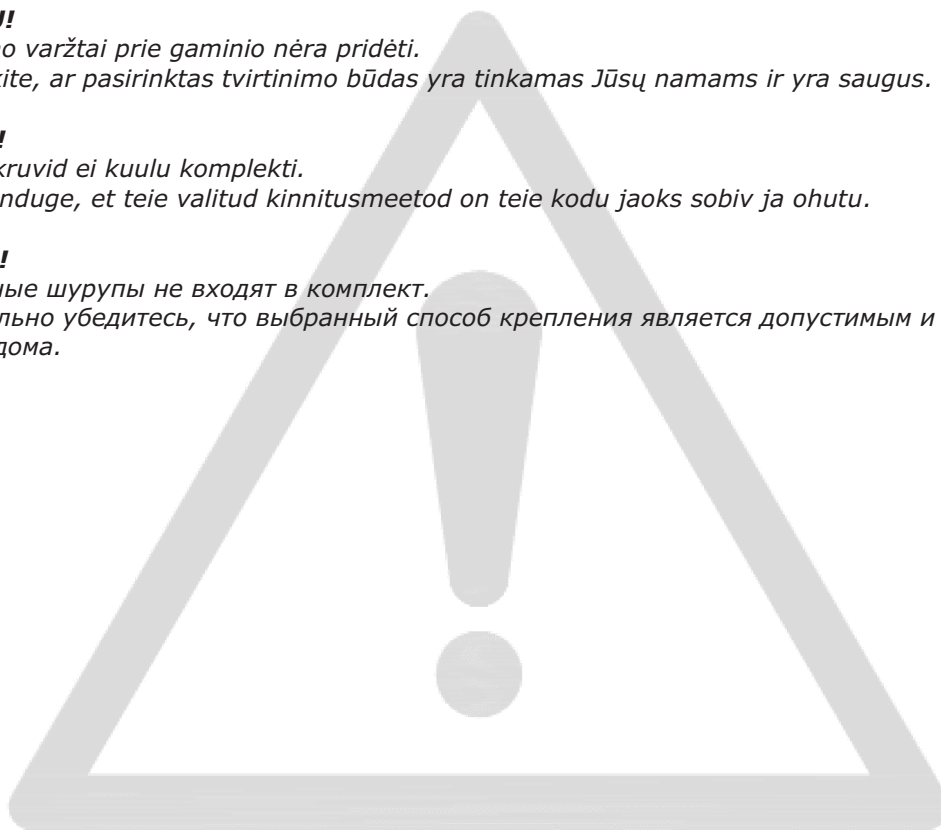 !
o varžtai prie gaminio nėra pridėti.
kite, ar pasirinktas tvirtinimo būdas yra tinkamas Jūsų namams ir yra saugus.
!
kruvid ei kuulu komplekti.
nduge, et teie valitud kinnitusmeetod on teie kodu jaoks sobiv ja ohutu.
!
ные шурупы не входят в комплект.
льно убедитесь, что выбранный способ крепления является допустимым и
дома.